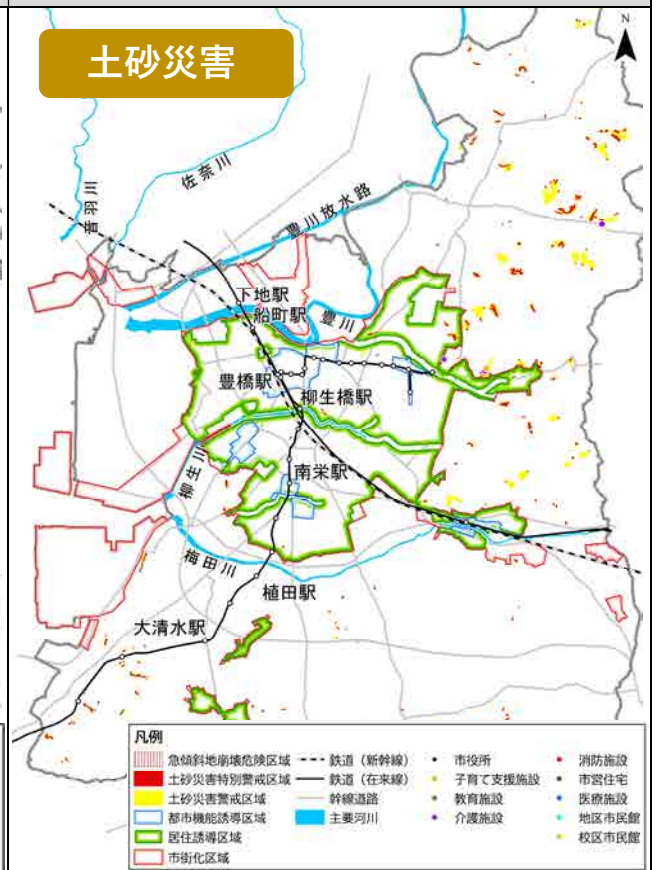 土砂災害
N
佐奈川
音羽川
豊川放水路
下地駅
船町駅
豊川
豊橋駅
柳生橋駅
南栄駅
柳生川
梅田川
植田駅
大清水駅
凡例
急傾斜地崩壊危険区域
土砂災害特別警戒区域
土砂災害警戒区域
都市機能誘導区域
居住誘導区域
市街化区域
鉄道(新幹線)
鉄道(在来線)
幹線道路
主要河川
市役所
子育て支援施設
教育施設
介護施設
消防施設
市営住宅
医療施設
地区市民館
校区市民館